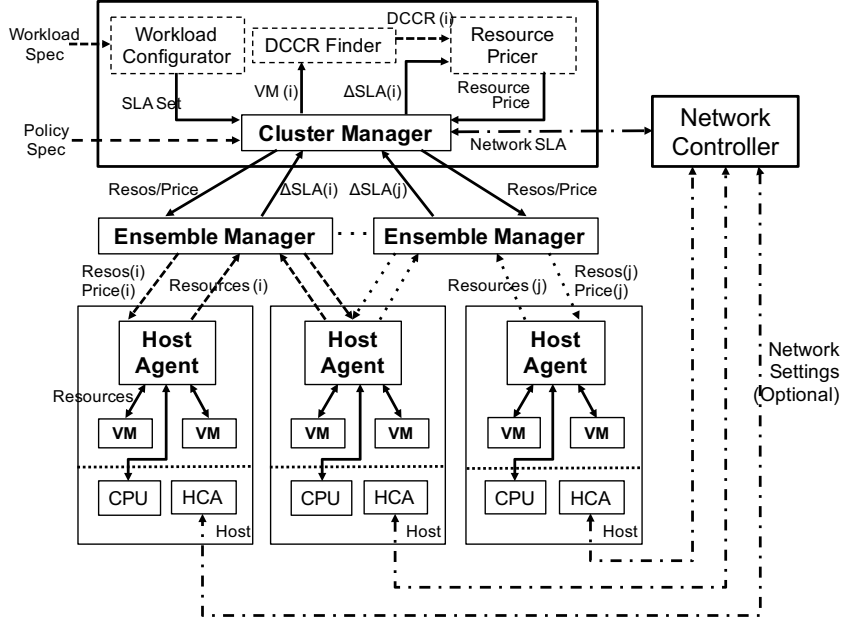 DCCR (i)
Workload
Spec
Workload
Configurator
DCCR Finder
Resource
Pricer
SLA Set
VM (i)
ΔSLA(i)
Resource
Price
Policy
Spec
Cluster Manager
Network SLA
Network
Controller
Resos/Price
ΔSLA(i)
ΔSLA(j)
Resos/Price
Ensemble Manager
Ensemble Manager
Resos(i)
Price(i)
Resources (i)
Resources (j)
Resos(j)
Price(j)
Host
Agent
Host
Agent
Host
Agent
Network
Settings
(Optional)
Resources
VM
VM
VM
VM
VM
VM
CPU
HCA
CPU
HCA
CPU
HCA
Host
Host
Host